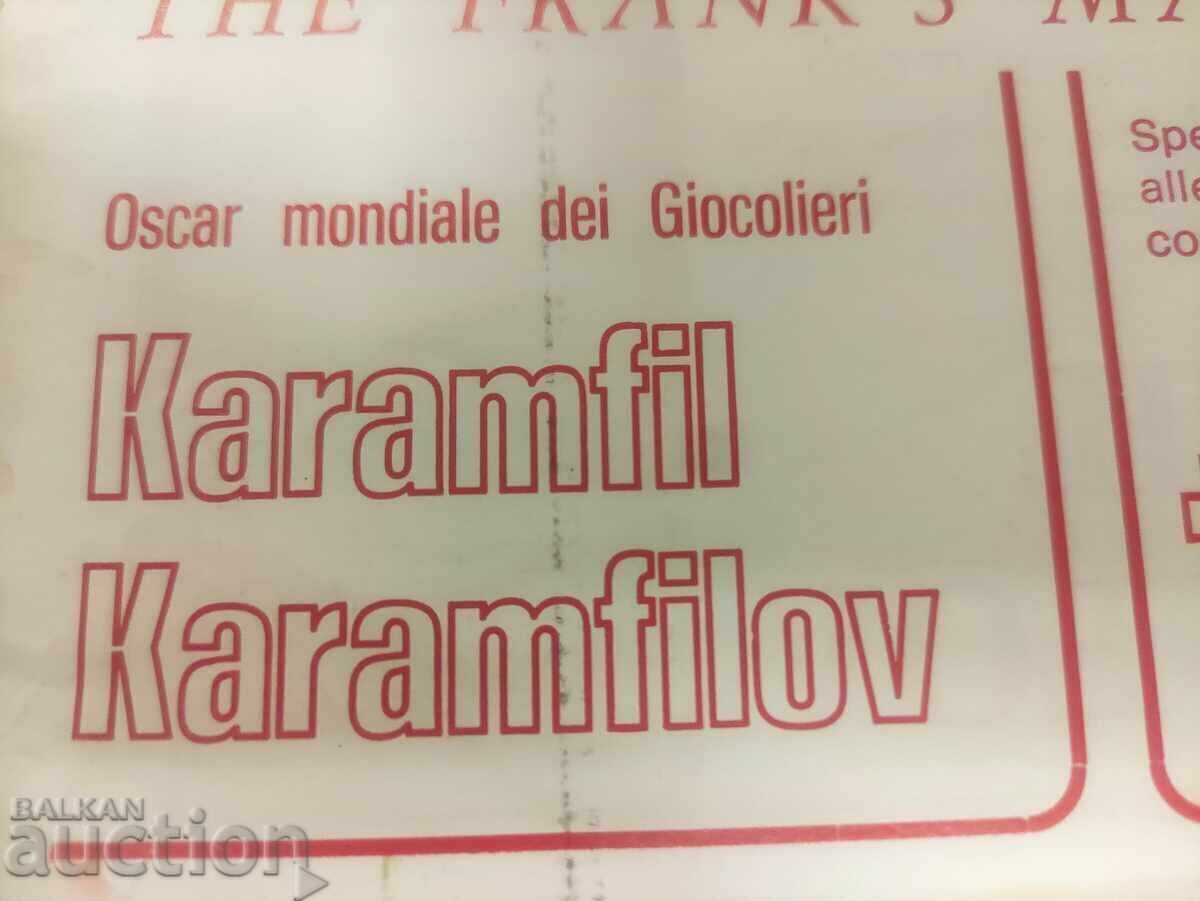 THE FRANK'S
Oscar mondiale dei Giocolieri
Karamfil
Karamfilov
BALKAN
auction